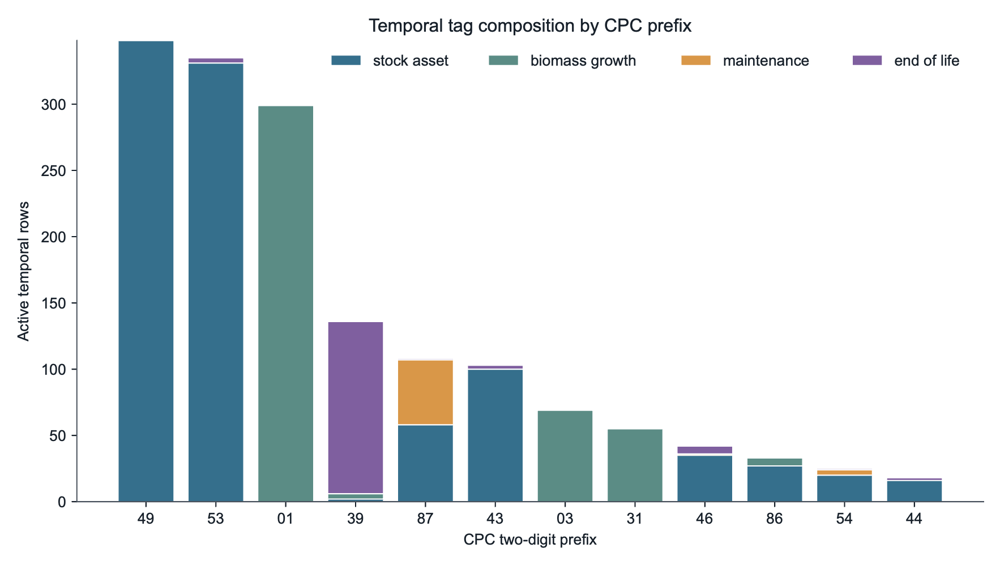 Temporal tag composition by CPC prefix
stock asset biomass growth maintenance end of life
Active temporal rows
300
250
200
150
100
50
0
49 53 01 39 87 43 03 31 46 86 54 44
CPC two-digit prefix